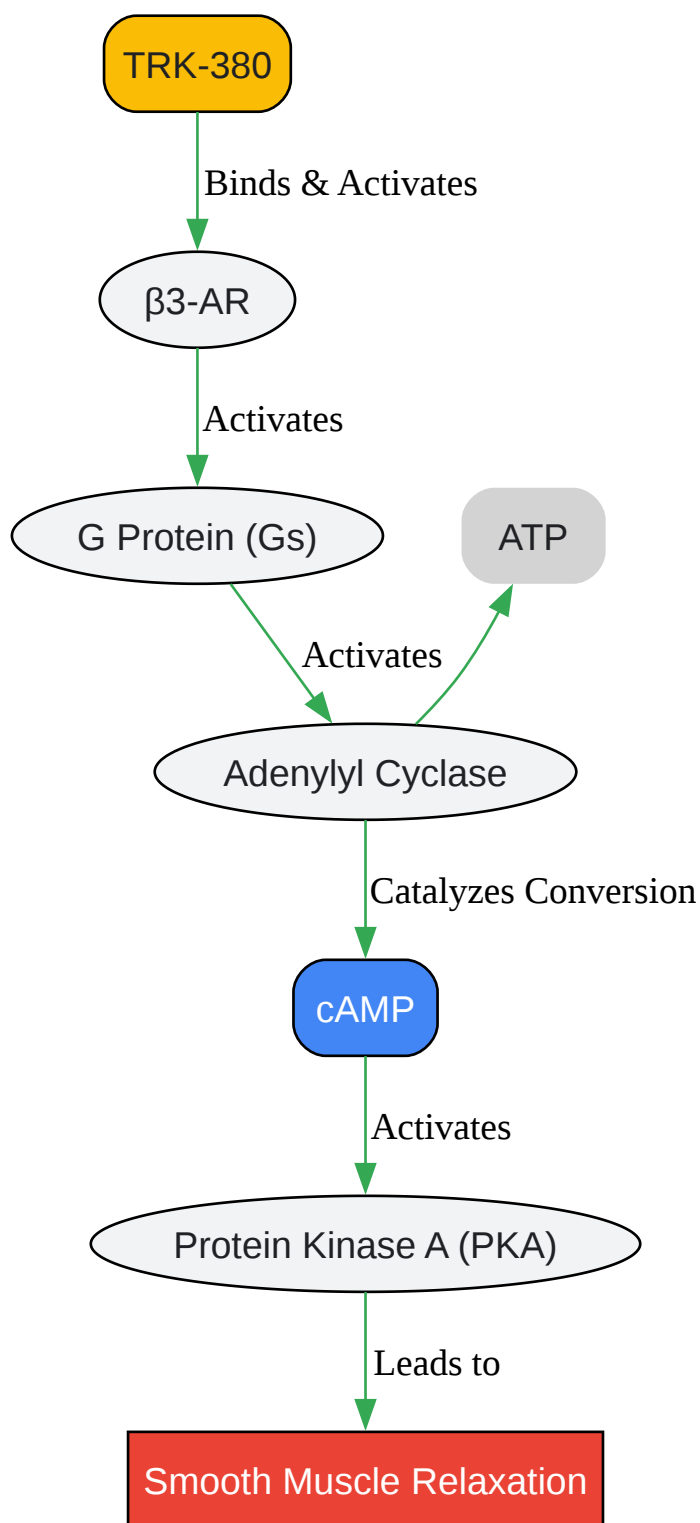 TRK-380
Binds & Activates
β3-AR
Activates
G Protein (Gs)
ATP
Activates
Adenylyl Cyclase
Catalyzes Conversion
cAMP
Activates
Protein Kinase A (PKA)
Leads to
Smooth Muscle Relaxation